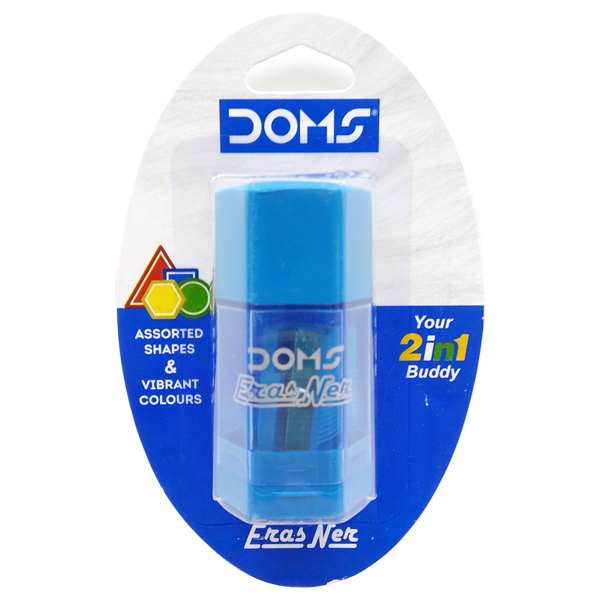 DOMS®
ASSORTED
SHAPES
&
VIBRANT
COLOURS
Your
2in1
Buddy
DOMS
Eras Ner
Eras Ner